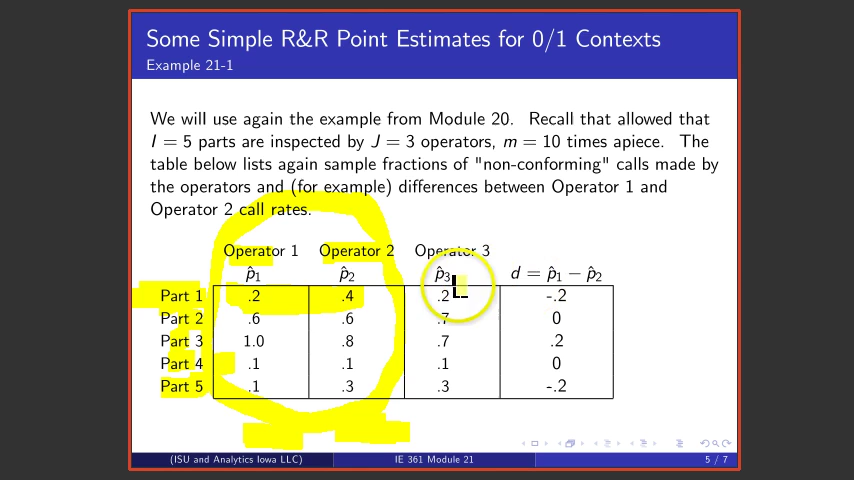 Some Simple R&R Point Estimates for 0/1 Contexts
Example 21-1
We will use again the example from Module 20. Recall that allowed that
I = 5 parts are inspected by J = 3 operators, m = 10 times apiece. The
table below lists again sample fractions of "non-conforming" calls made by
the operators and (for example) differences between Operator 1 and
Operator 2 call rates.
Operator 1 Operator 2 Operator 3
p̂1 p̂2 p̂3 d = p̂1 − p̂2
Part 1 .2 .4 .2 -.2
Part 2 .6 .6 .7 0
Part 3 1.0 .8 .7 .2
Part 4 .1 .1 .1 0
Part 5 .1 .3 .3 -.2
(ISU and Analytics Iowa LLC) IE 361 Module 21 5 / 7